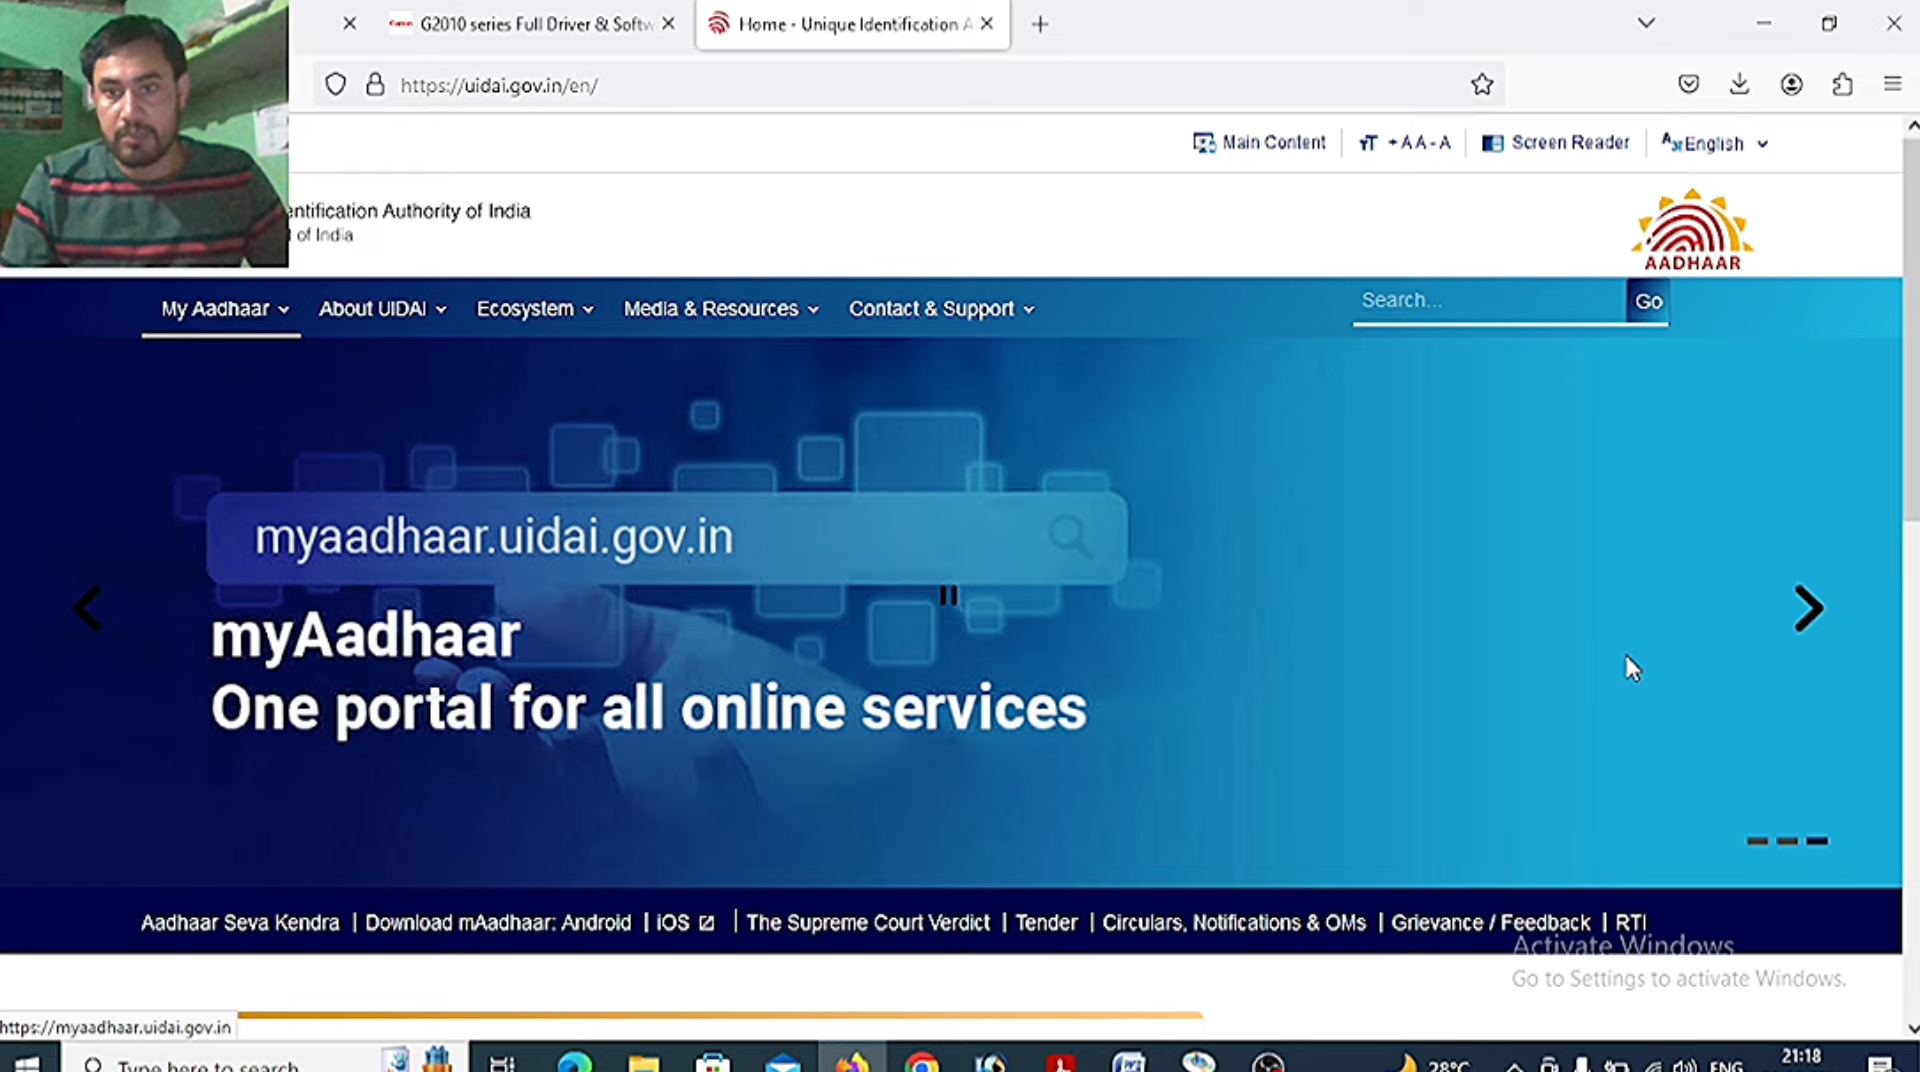 G2010 series Full Driver & Softw
Home - Unique Identification A
https://uidai.gov.in/en/
Main Content
+AA-A
Screen Reader
English
entification Authority of India
of India
AADHAAR
My Aadhaar
About UIDAI
Ecosystem
Media & Resources
Contact & Support
Search...
Go
myaadhaar.uidai.gov.in
myAadhaar
One portal for all online services
Aadhaar Seva Kendra | Download mAadhaar: Android | iOS | The Supreme Court Verdict | Tender | Circulars, Notifications & OMs | Grievance / Feedback | RTI
Activate Windows
Go to Settings to activate Windows.
https://myaadhaar.uidai.gov.in
Type here to search
28°C
ENG
21:18